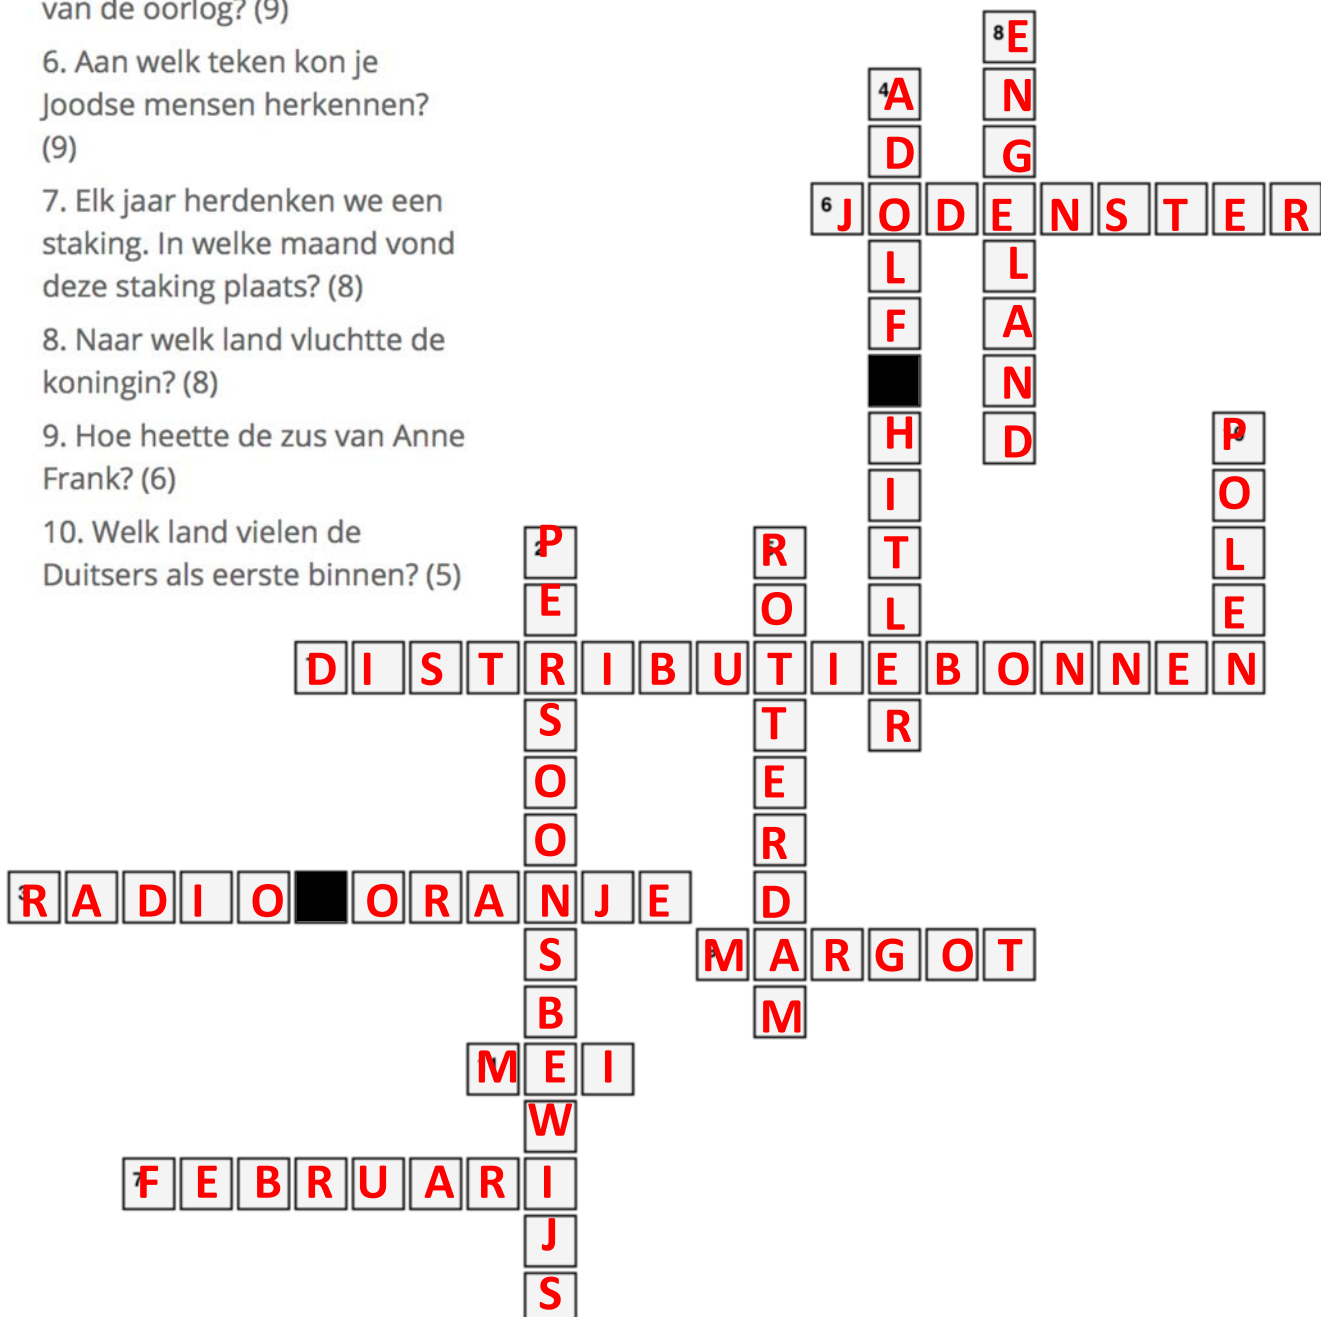 van de oorlog? (9)
6. Aan welk teken kon je
Joodse mensen herkennen?
(9)
7. Elk jaar herdenken we een
staking. In welke maand vond
deze staking plaats? (8)
8. Naar welk land vluchtte de
koningin? (8)
9. Hoe heette de zus van Anne
Frank? (6)
10. Welk land vielen de
Duitsers als eerste binnen? (5)
8 ENGELAND
4 ADOLF HITLER
6 JODENSTER
10 POLEN
2 PERSOONSBEWIJS
5 ROTTERDAM
DISTRIBUTIEBONNEN
3 RADIO ORANJE
9 MARGOT
11 MEI
7 FEBRUARI